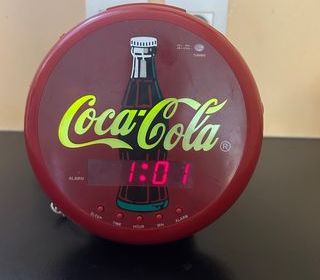 Coca-Cola®
ALARM
1:01
SLEEP TIME HOUR MIN ALARM